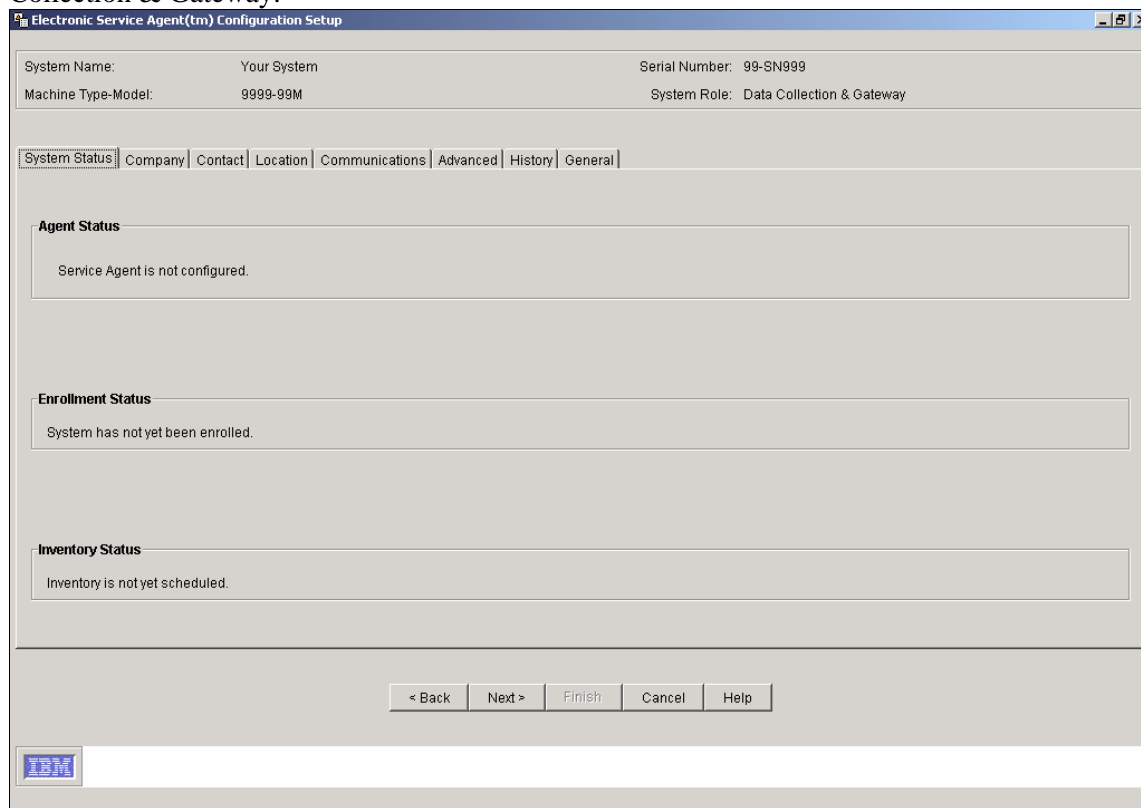 Collection & Gateway.
Electronic Service Agent(tm) Configuration Setup
System Name: Your System Serial Number: 99-SN999
Machine Type-Model: 9999-99M System Role: Data Collection & Gateway
System Status Company Contact Location Communications Advanced History General
Agent Status
Service Agent is not configured.
Enrollment Status
System has not yet been enrolled.
Inventory Status
Inventory is not yet scheduled.
< Back Next > Finish Cancel Help
IBM